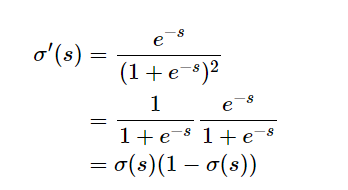 σ′(s) = e⁻ˢ / (1 + e⁻ˢ)²
= 1 / (1 + e⁻ˢ) e⁻ˢ / (1 + e⁻ˢ)
= σ(s)(1 − σ(s))